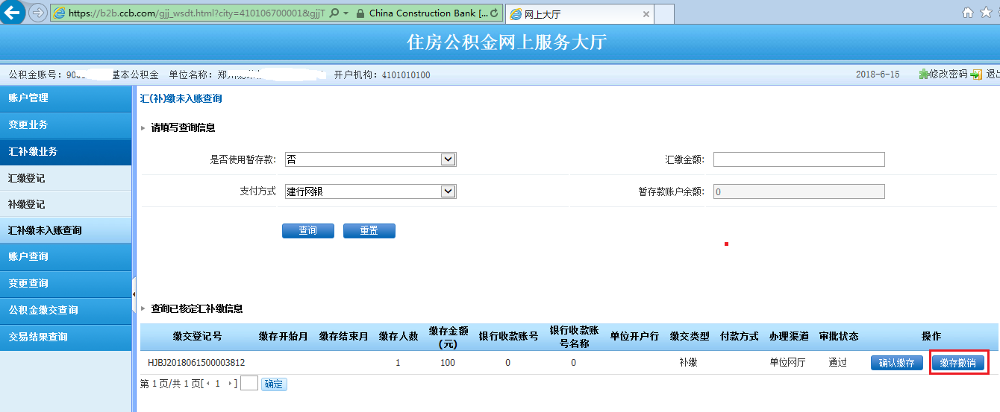 https://b2b.ccb.com/gjj_wsdt.html?city=410106700001&gjjT
China Construction Bank [...
网上大厅
住房公积金网上服务大厅
公积金账号: 基本公积金 单位名称: 郑 开户机构: 4101010100 2018-6-15 修改密码 退出
账户管理
变更业务
汇补缴业务
汇缴登记
补缴登记
汇补缴未入账查询
账户查询
变更查询
公积金缴交查询
交易结果查询
汇(补)缴未入账查询
请填写查询信息
是否使用暂存款: 否 汇缴金额:
支付方式 建行网银 暂存款账户余额: 0
查询 重置
查询已核定汇补缴信息
缴交登记号 缴存开始月 缴存结束月 缴存人数 缴存金额(元) 银行收款账号 银行收款账号名称 单位开户行 缴交类型 付款方式 办理渠道 审批状态 操作
HJBJ2018061500003812 1 100 0 0 补缴 单位网厅 通过 确认缴存 缴存撤销
第 1 页/共 1 页[ 1 ] 确定